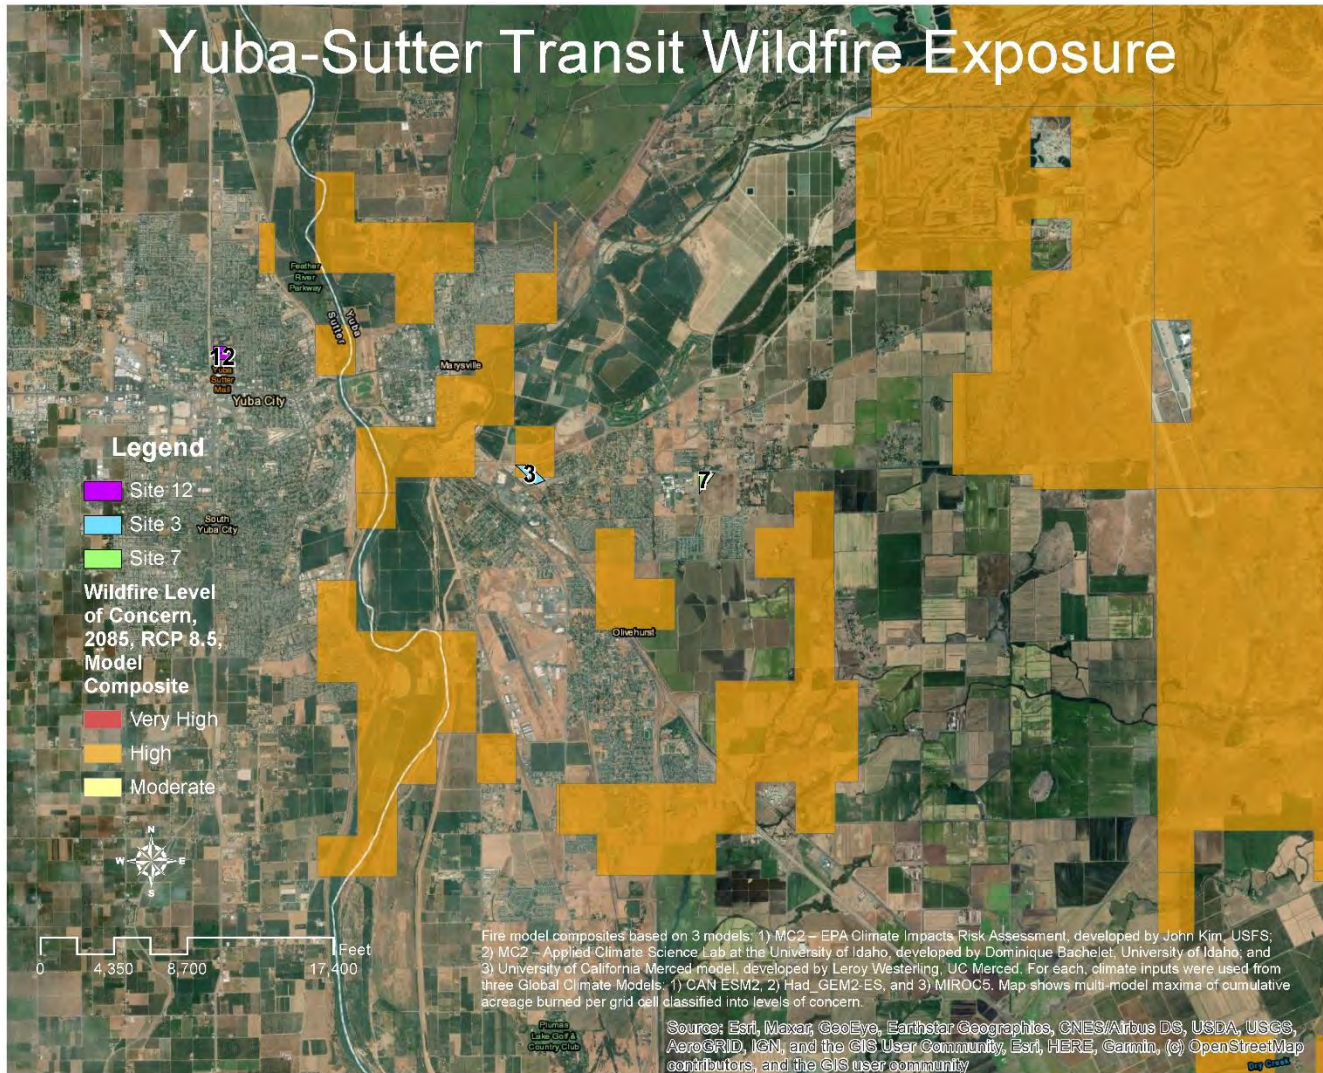 Yuba-Sutter Transit Wildfire Exposure
Feather
River
Parkway
Yuba
Sutter
12
Yuba
Sutter
Mall
Yuba City
Marysville
3
7
Legend
Site 12
Site 3
Site 7
South
Yuba City
Wildfire Level
of Concern,
2085, RCP 8.5,
Model
Composite
Very High
High
Moderate
Olivehurst
N
W
E
S
Feet
0
4,350
8,700
17,400
Fire model composites based on 3 models: 1) MC2 – EPA Climate Impacts Risk Assessment, developed by John Kim, USFS;
2) MC2 – Applied Climate Science Lab at the University of Idaho, developed by Dominique Bachelet, University of Idaho; and
3) University of California Merced model, developed by Leroy Westerling, UC Merced. For each, climate inputs were used from
three Global Climate Models: 1) CAN ESM2, 2) Had_GEM2-ES, and 3) MIROC5. Map shows multi-model maxima of cumulative
acreage burned per grid cell classified into levels of concern.
Plumas
Lake Golf &
Country Club
Source: Esri, Maxar, GeoEye, Earthstar Geographics, CNES/Airbus DS, USDA, USGS,
AeroGRID, IGN, and the GIS User Community, Esri, HERE, Garmin, (c) OpenStreetMap
contributors, and the GIS user community
Dry Creek